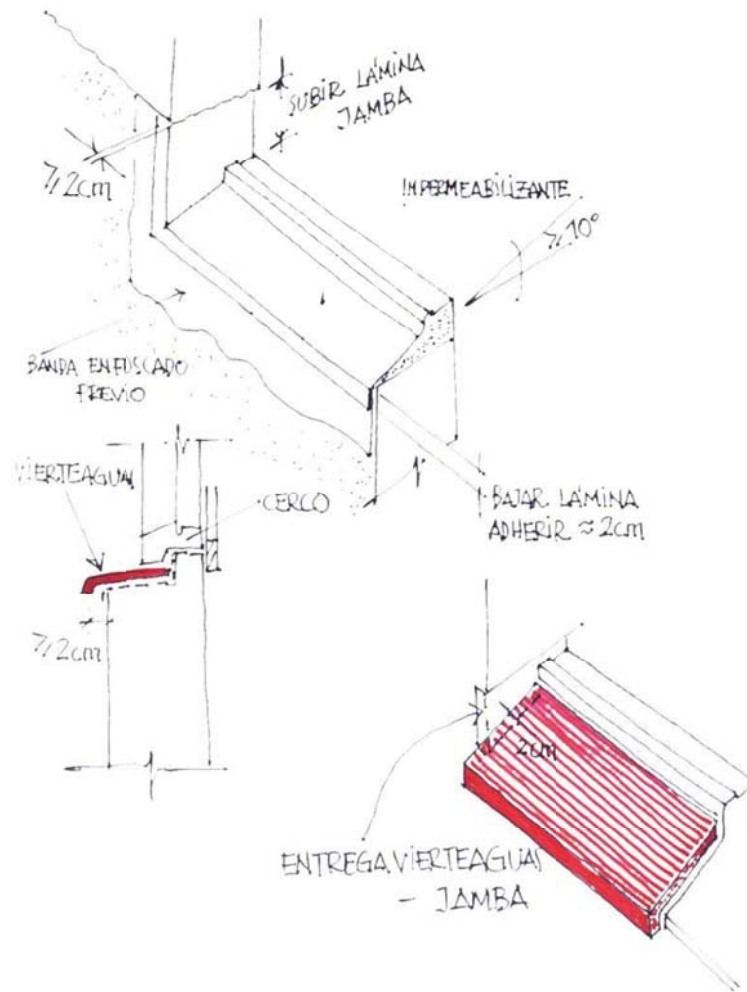 SUBIR LÁMINA
JAMBA
≥2cm
IMPERMEABILIZANTE
≥10°
BANDA ENFOSCADO
PREVIO
VIERTEAGUAS
CERCO
BAJAR LÁMINA
ADHERIR ≈ 2cm
≥2cm
2cm
ENTREGA VIERTEAGUAS
- JAMBA